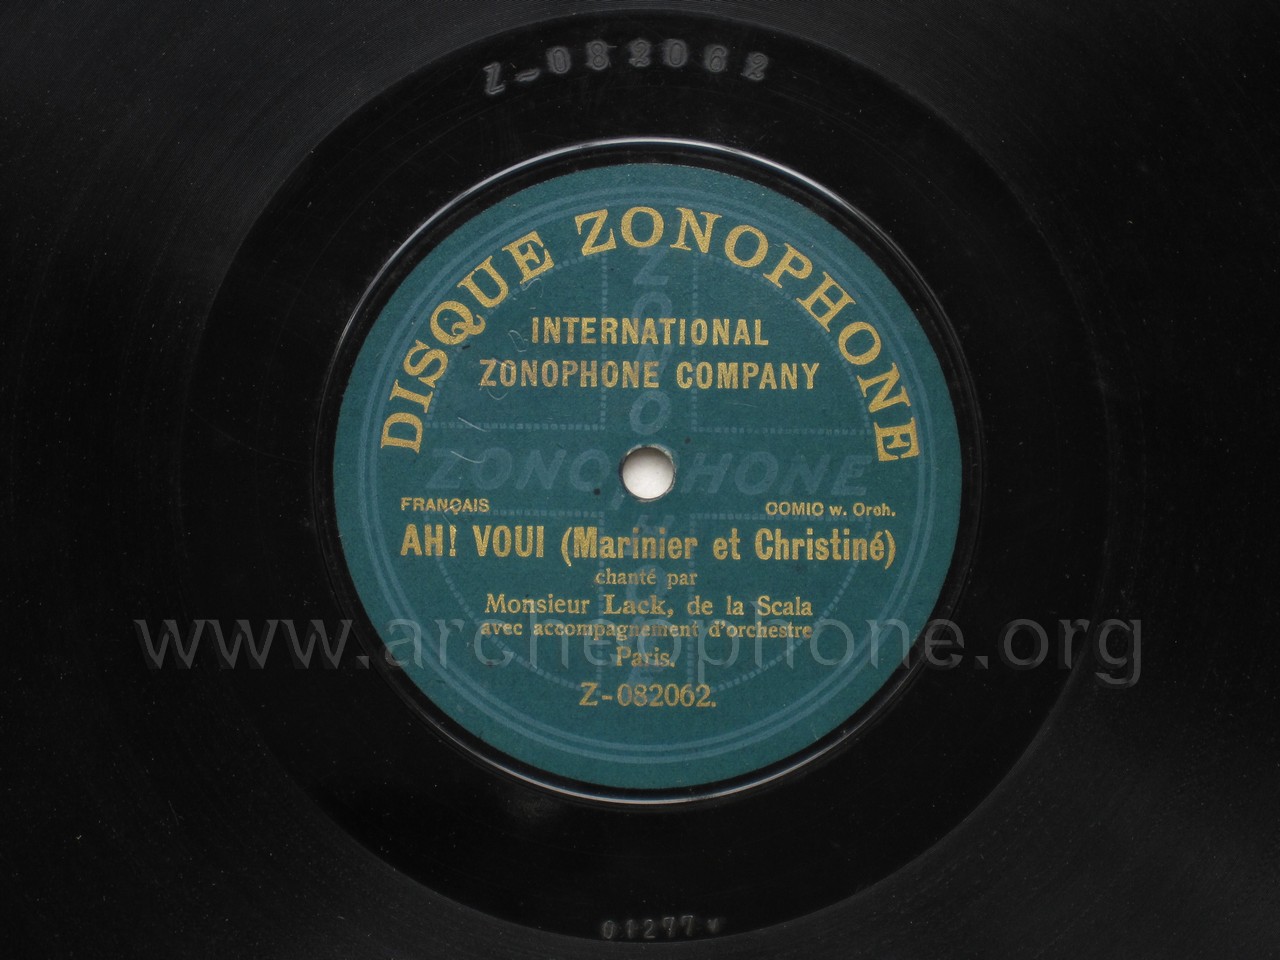 Z-082062
DISQUE ZONOPHONE
INTERNATIONAL
ZONOPHONE COMPANY
ZONOPHONE
ZONOPHONE
FRANÇAIS COMIC w. Orch.
AH! VOUI (Marinier et Christiné)
chanté par
Monsieur Lack, de la Scala
avec accompagnement d'orchestre
Paris.
Z-082062.
www.archeophone.org
01277 v